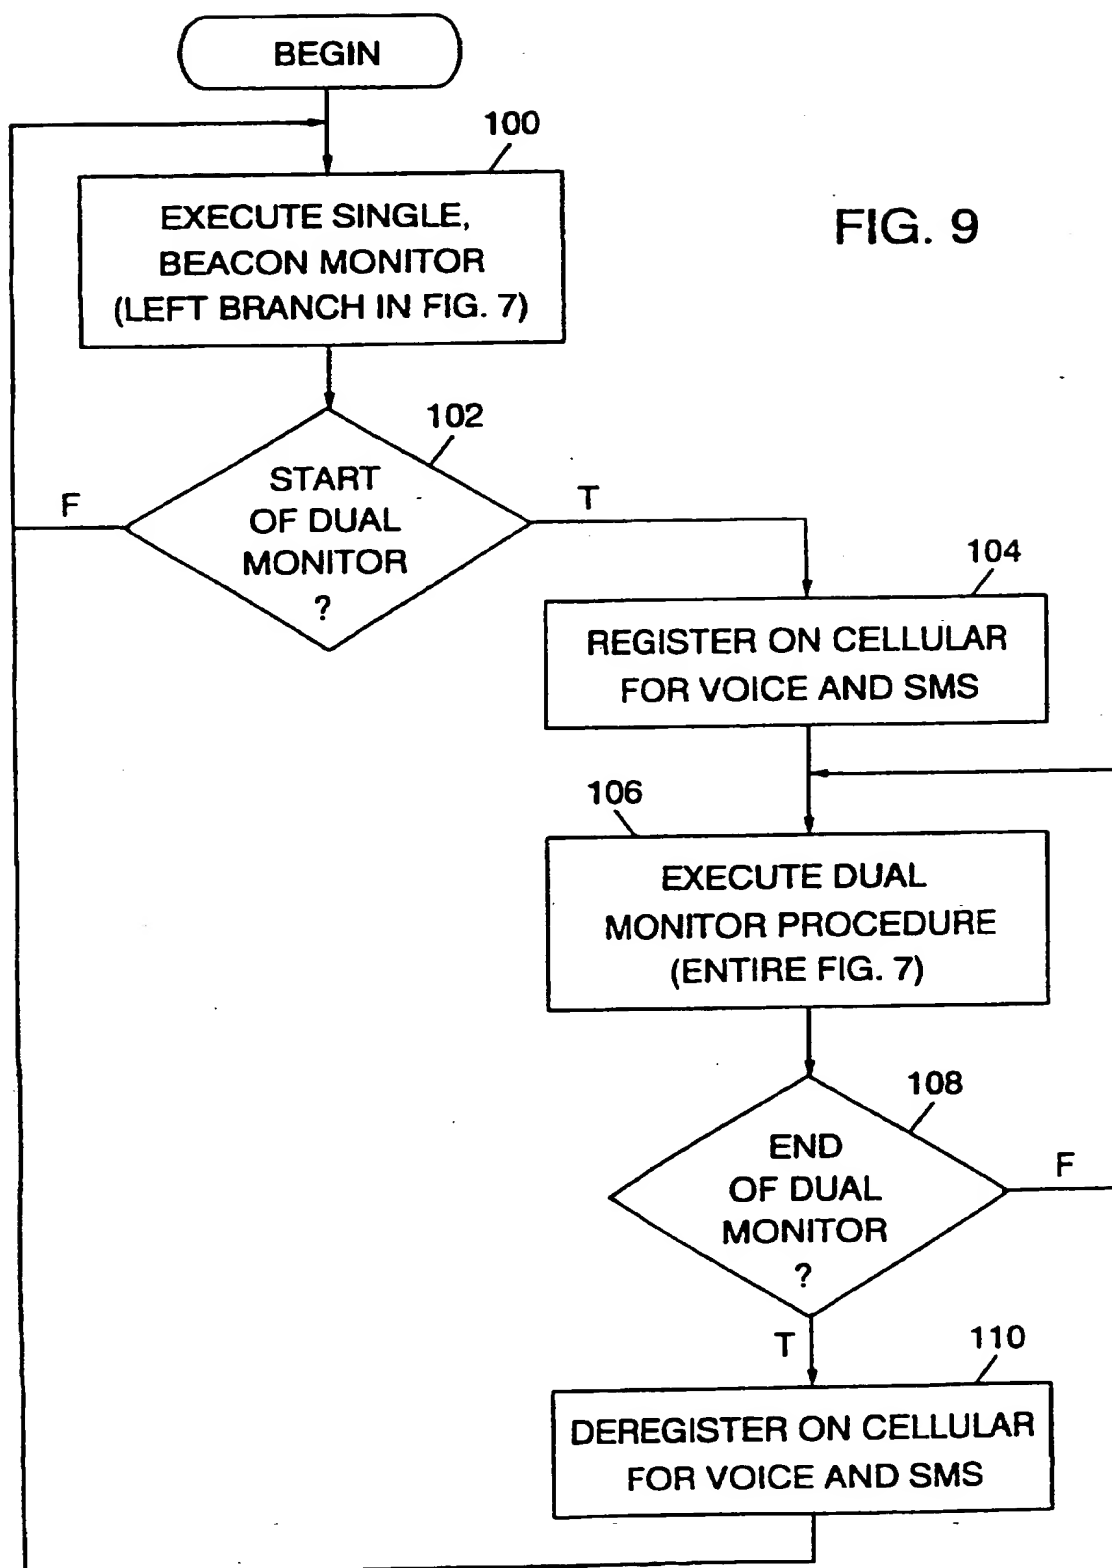 BEGIN
100
EXECUTE SINGLE,
BEACON MONITOR
(LEFT BRANCH IN FIG. 7)
FIG. 9
102
START
OF DUAL
MONITOR
?
F
T
104
REGISTER ON CELLULAR
FOR VOICE AND SMS
106
EXECUTE DUAL
MONITOR PROCEDURE
(ENTIRE FIG. 7)
108
END
OF DUAL
MONITOR
?
F
T
110
DEREGISTER ON CELLULAR
FOR VOICE AND SMS